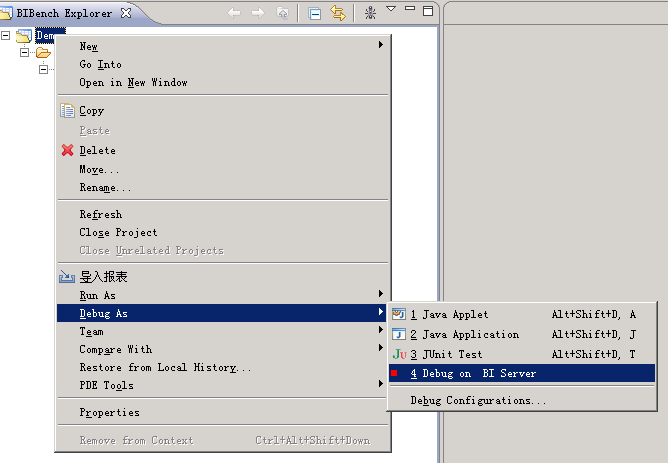 BIBench Explorer
Dem
New
Go Into
Open in New Window
Copy
Paste
Delete
Move...
Rename...
Refresh
Close Project
Close Unrelated Projects
导入报表
Run As
Debug As
Team
Compare With
Restore from Local History...
PDE Tools
Properties
Remove from Context Ctrl+Alt+Shift+Down
1 Java Applet Alt+Shift+D, A
2 Java Application Alt+Shift+D, J
JU 3 JUnit Test Alt+Shift+D, T
4 Debug on BI Server
Debug Configurations...